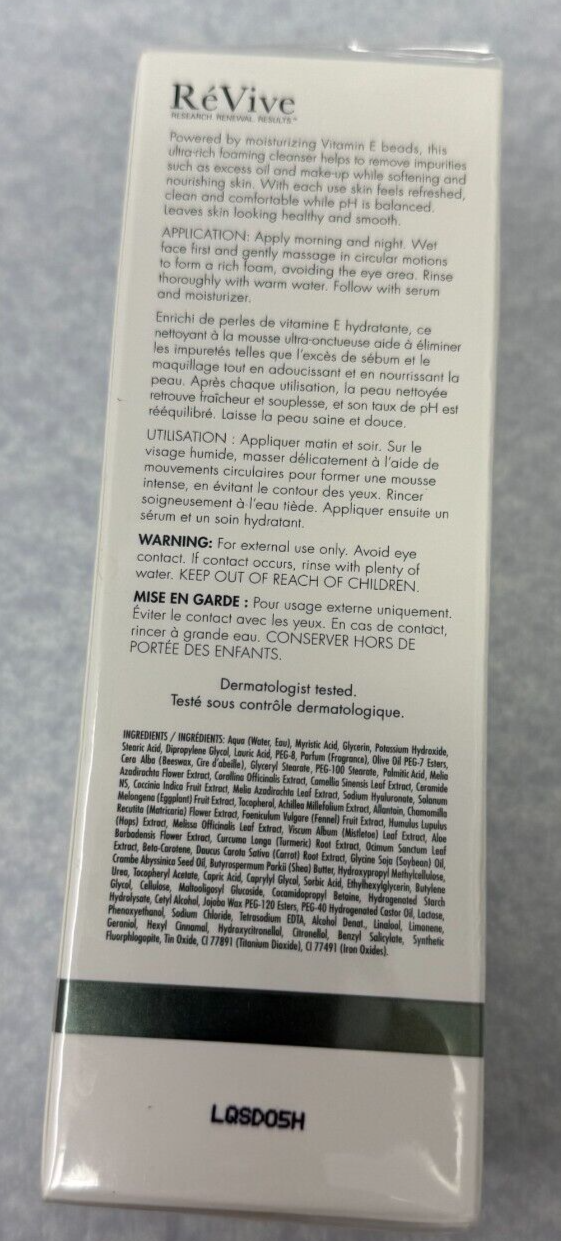 RéVive
RESEARCH RENEWAL RESULTS
Powered by moisturizing Vitamin E beads, this
ultra-rich foaming cleanser helps to remove impurities
such as excess oil and make-up while softening and
nourishing skin. With each use skin feels refreshed,
clean and comfortable while pH is balanced.
Leaves skin looking healthy and smooth.
APPLICATION: Apply morning and night. Wet
face first and gently massage in circular motions
to form a rich foam, avoiding the eye area. Rinse
thoroughly with warm water. Follow with serum
and moisturizer.
Enrichi de perles de vitamine E hydratante, ce
nettoyant à la mousse ultra-onctueuse aide à éliminer
les impuretés telles que l'excès de sébum et le
maquillage tout en adoucissant et en nourrissant la
peau. Après chaque utilisation, la peau nettoyée
retrouve fraîcheur et souplesse, et son taux de pH est
rééquilibré. Laisse la peau saine et douce.
UTILISATION : Appliquer matin et soir. Sur le
visage humide, masser délicatement à l'aide de
mouvements circulaires pour former une mousse
intense, en évitant le contour des yeux. Rincer
soigneusement à l'eau tiède. Appliquer ensuite un
sérum et un soin hydratant.
WARNING: For external use only. Avoid eye
contact. If contact occurs, rinse with plenty of
water. KEEP OUT OF REACH OF CHILDREN.
MISE EN GARDE : Pour usage externe uniquement.
Éviter le contact avec les yeux. En cas de contact,
rincer à grande eau. CONSERVER HORS DE
PORTÉE DES ENFANTS.
Dermatologist tested.
Testé sous contrôle dermatologique.
INGREDIENTS / INGRÉDIENTS: Aqua (Water, Eau), Myristic Acid, Glycerin, Potassium Hydroxide,
Stearic Acid, Dipropylene Glycol, Lauric Acid, PEG-8, Parfum (Fragrance), Olive Oil PEG-7 Esters,
Cera Alba (Beeswax, Cire d'abeille), Glyceryl Stearate, PEG-100 Stearate, Palmitic Acid, Melia
Azadirachta Flower Extract, Corallina Officinalis Extract, Camellia Sinensis Leaf Extract, Ceramide
NS, Coccinia Indica Fruit Extract, Melia Azadirachta Leaf Extract, Sodium Hyaluronate, Solanum
Melongena (Eggplant) Fruit Extract, Tocopherol, Achillea Millefolium Extract, Allantoin, Chamomilla
Recutita (Matricaria) Flower Extract, Foeniculum Vulgare (Fennel) Fruit Extract, Humulus Lupulus
(Hops) Extract, Melissa Officinalis Leaf Extract, Viscum Album (Mistletoe) Leaf Extract, Aloe
Barbadensis Flower Extract, Curcuma Longa (Turmeric) Root Extract, Ocimum Sanctum Leaf
Extract, Beta-Carotene, Daucus Carota Sativa (Carrot) Root Extract, Glycine Soja (Soybean) Oil,
Crambe Abyssinica Seed Oil, Butyrospermum Parkii (Shea) Butter, Hydroxypropyl Methylcellulose,
Urea, Tocopheryl Acetate, Capric Acid, Caprylyl Glycol, Sorbic Acid, Ethylhexylglycerin, Butylene
Glycol, Cellulose, Maltooligosyl Glucoside, Cocamidopropyl Betaine, Hydrogenated Starch
Hydrolysate, Cetyl Alcohol, Jojoba Wax PEG-120 Esters, PEG-40 Hydrogenated Castor Oil, Lactose,
Phenoxyethanol, Sodium Chloride, Tetrasodium EDTA, Alcohol Denat., Linalool, Limonene,
Geraniol, Hexyl Cinnamal, Hydroxycitronellal, Citronellol, Benzyl Salicylate, Synthetic
Fluorphlogopite, Tin Oxide, CI 77891 (Titanium Dioxide), CI 77491 (Iron Oxides).
LQSD05H